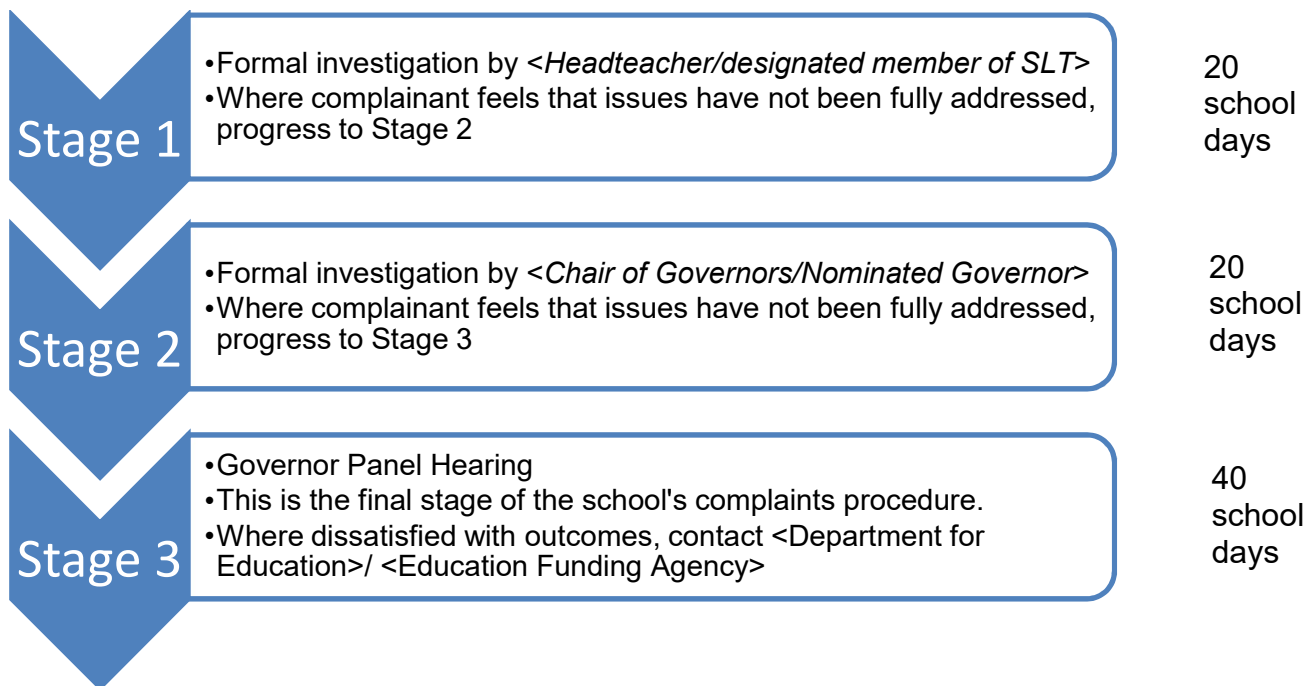 Stage 1
•Formal investigation by <Headteacher/designated member of SLT>
•Where complainant feels that issues have not been fully addressed,
progress to Stage 2
20
school
days
Stage 2
•Formal investigation by <Chair of Governors/Nominated Governor>
•Where complainant feels that issues have not been fully addressed,
progress to Stage 3
20
school
days
Stage 3
•Governor Panel Hearing
•This is the final stage of the school's complaints procedure.
•Where dissatisfied with outcomes, contact <Department for
Education>/ <Education Funding Agency>
40
school
days